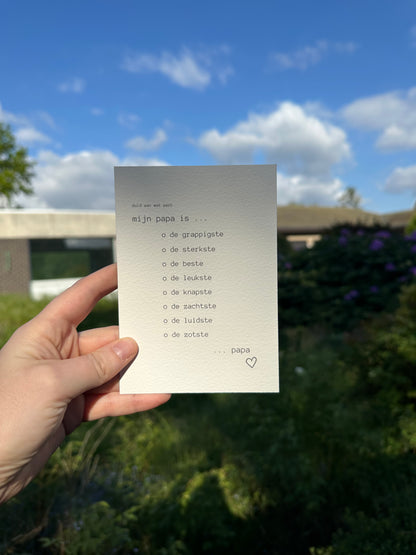 duid aan wat past
mijn papa is ...
o de grappigste
o de sterkste
o de beste
o de leukste
o de knapste
o de zachtste
o de luidste
o de zotste
... papa